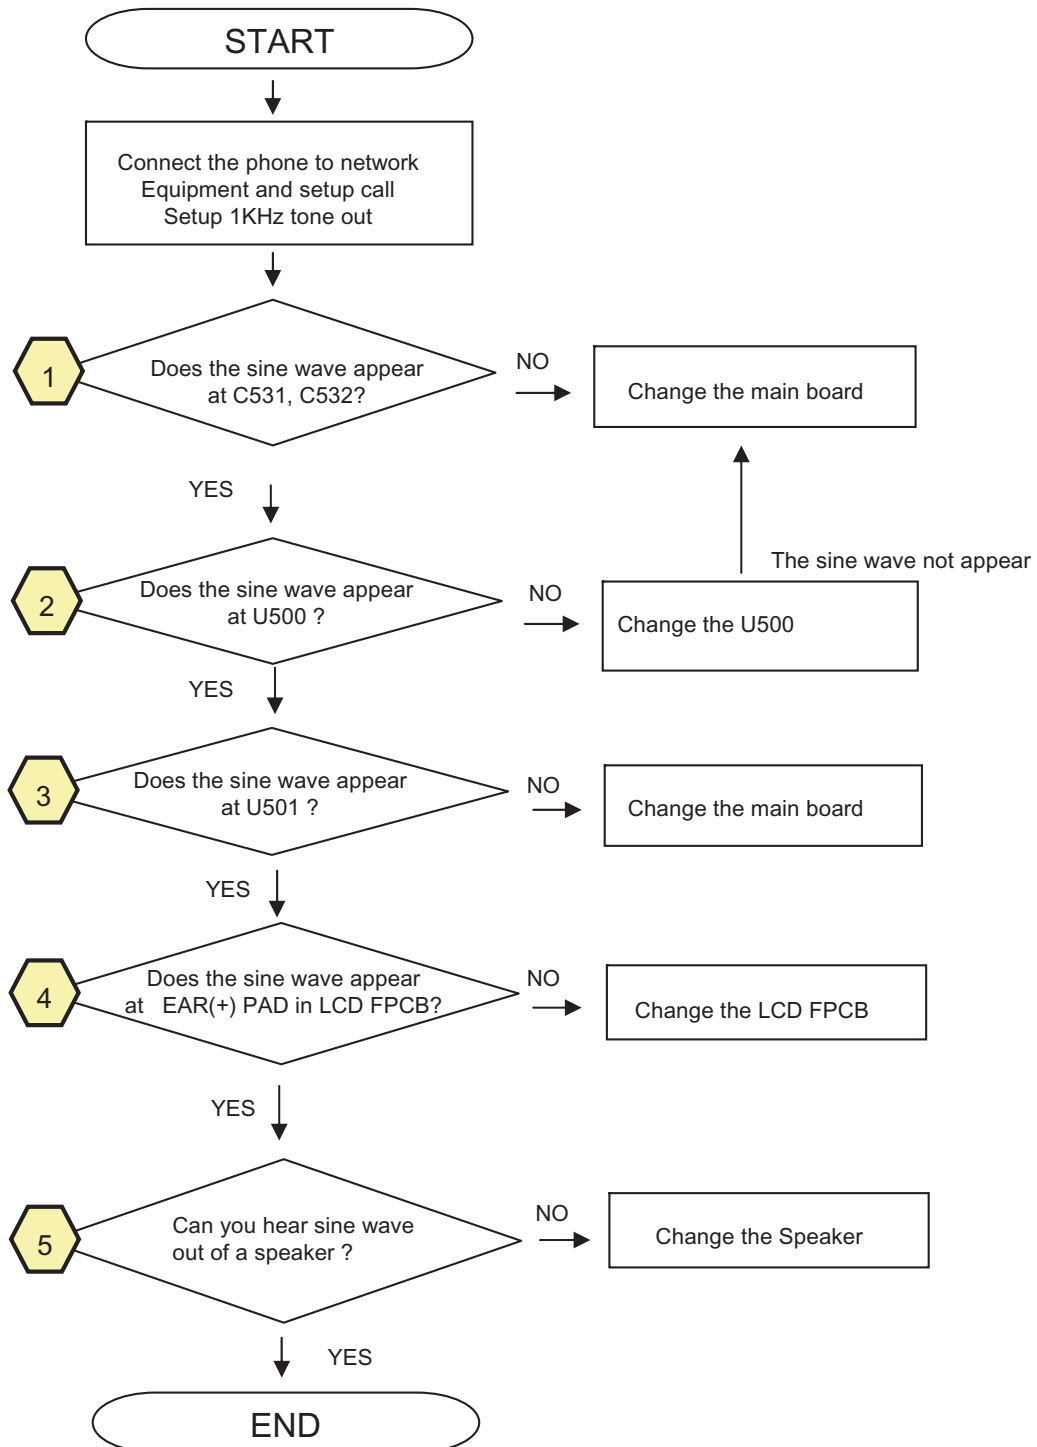 START
Connect the phone to network
Equipment and setup call
Setup 1KHz tone out
1
Does the sine wave appear
at C531, C532?
NO
Change the main board
YES
The sine wave not appear
2
Does the sine wave appear
at U500 ?
NO
Change the U500
YES
3
Does the sine wave appear
at U501 ?
NO
Change the main board
YES
4
Does the sine wave appear
at EAR(+) PAD in LCD FPCB?
NO
Change the LCD FPCB
YES
5
Can you hear sine wave
out of a speaker ?
NO
Change the Speaker
YES
END